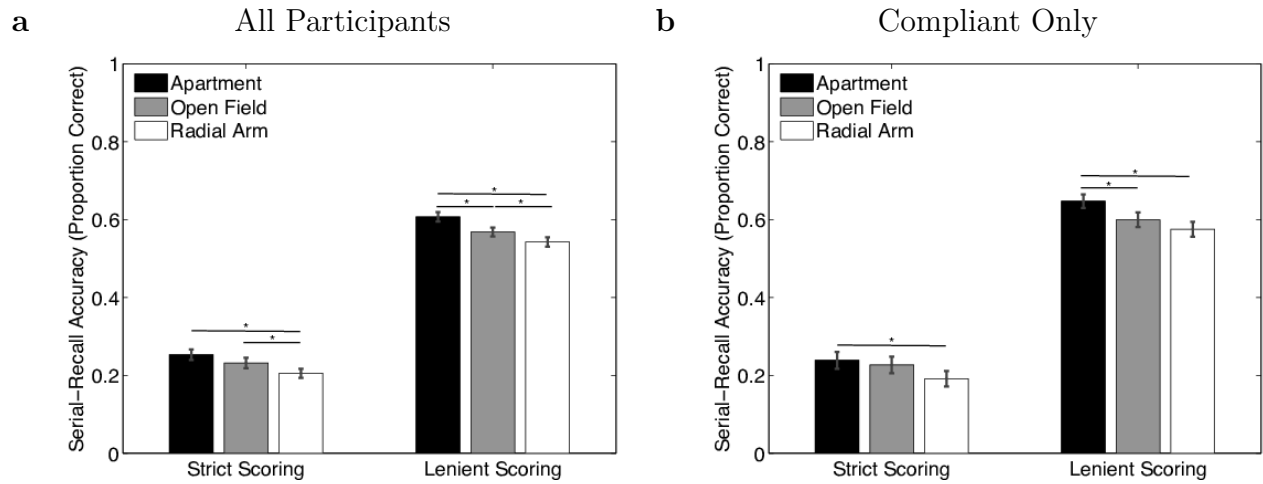 a All Participants
Serial-Recall Accuracy (Proportion Correct)
1
0.8
0.6
0.4
0.2
0
Apartment
Open Field
Radial Arm
*
*
*
*
*
Strict Scoring Lenient Scoring
b Compliant Only
Serial-Recall Accuracy (Proportion Correct)
1
0.8
0.6
0.4
0.2
0
Apartment
Open Field
Radial Arm
*
*
*
Strict Scoring Lenient Scoring